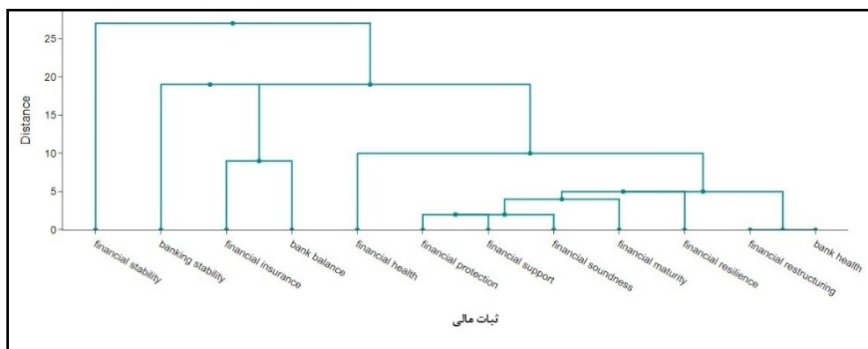 Distance
25
20
15
10
5
0
financial stability
banking stability
financial insurance
bank balance
financial health
financial protection
financial support
financial soundness
financial maturity
financial resilience
financial restructuring
bank health
ثبات مالی